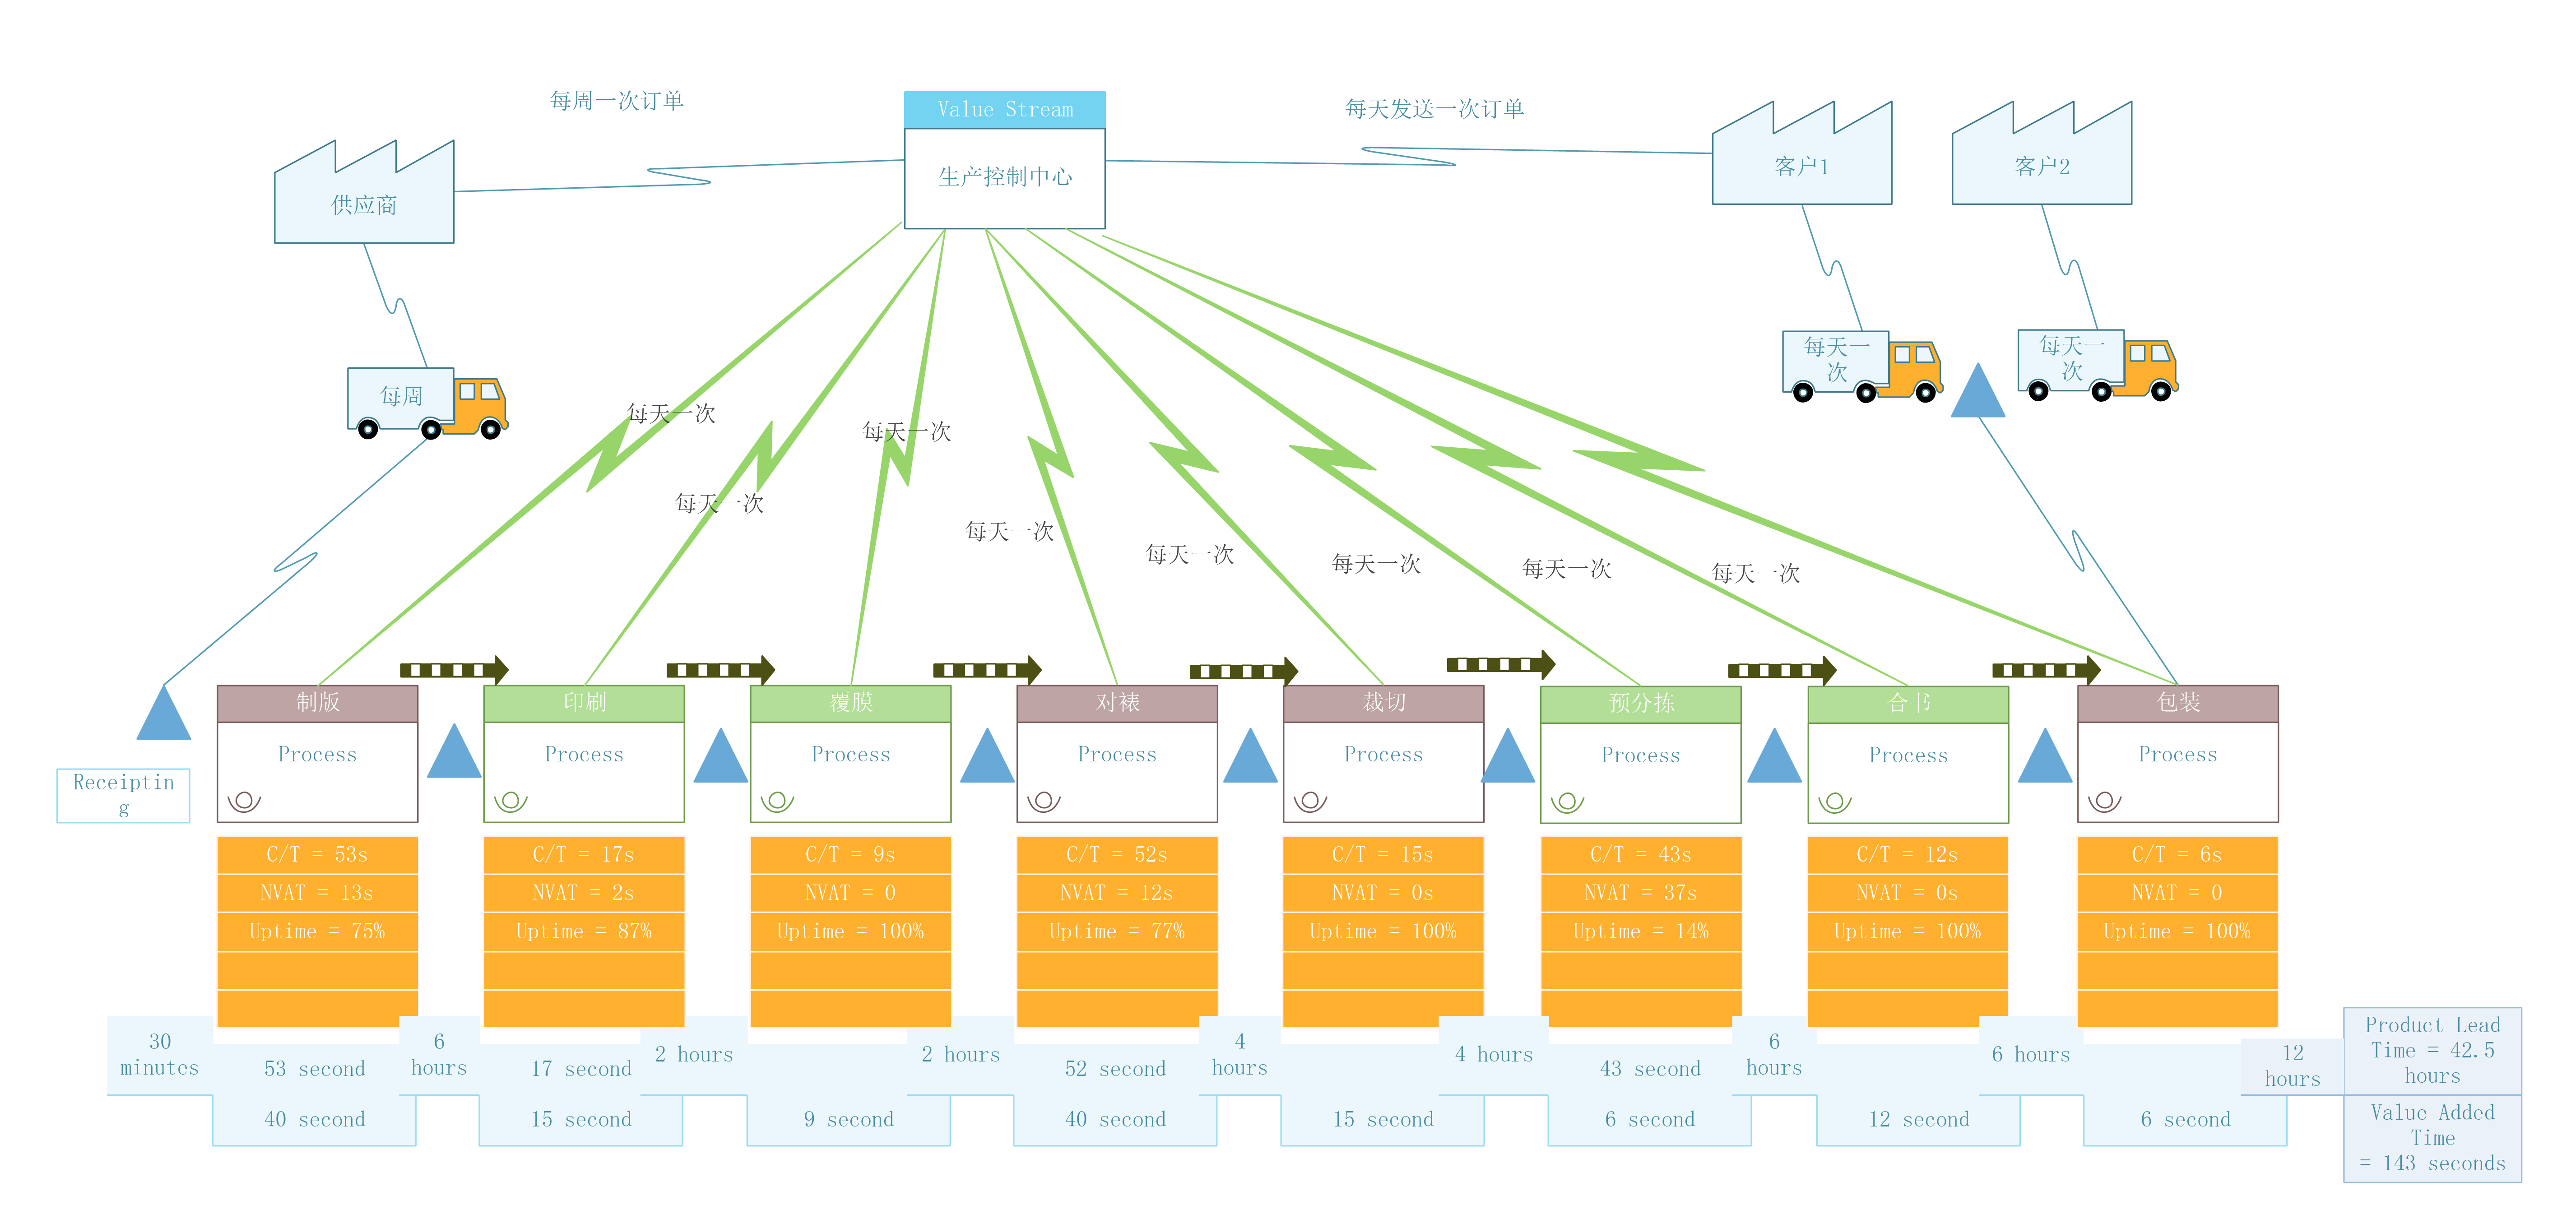 每周一次订单
Value Stream
生产控制中心
每天发送一次订单
客户1
客户2
供应商
每天一
次
每天一
次
每周
每天一次
每天一次
每天一次
每天一次
每天一次
每天一次
每天一次
每天一次
制版
印刷
覆膜
对裱
裁切
预分拣
合书
包装
Process
Process
Process
Process
Process
Process
Process
Process
Receiptin
g
C/T = 53s
NVAT = 13s
Uptime = 75%
C/T = 17s
NVAT = 2s
Uptime = 87%
C/T = 9s
NVAT = 0
Uptime = 100%
C/T = 52s
NVAT = 12s
Uptime = 77%
C/T = 15s
NVAT = 0s
Uptime = 100%
C/T = 43s
NVAT = 37s
Uptime = 14%
C/T = 12s
NVAT = 0s
Uptime = 100%
C/T = 6s
NVAT = 0
Uptime = 100%
30
minutes
53 second
40 second
6
hours
17 second
15 second
2 hours
9 second
2 hours
52 second
40 second
4
hours
15 second
4 hours
43 second
6 second
6
hours
12 second
6 hours
6 second
12
hours
Product Lead
Time = 42.5
hours
Value Added
Time
= 143 seconds